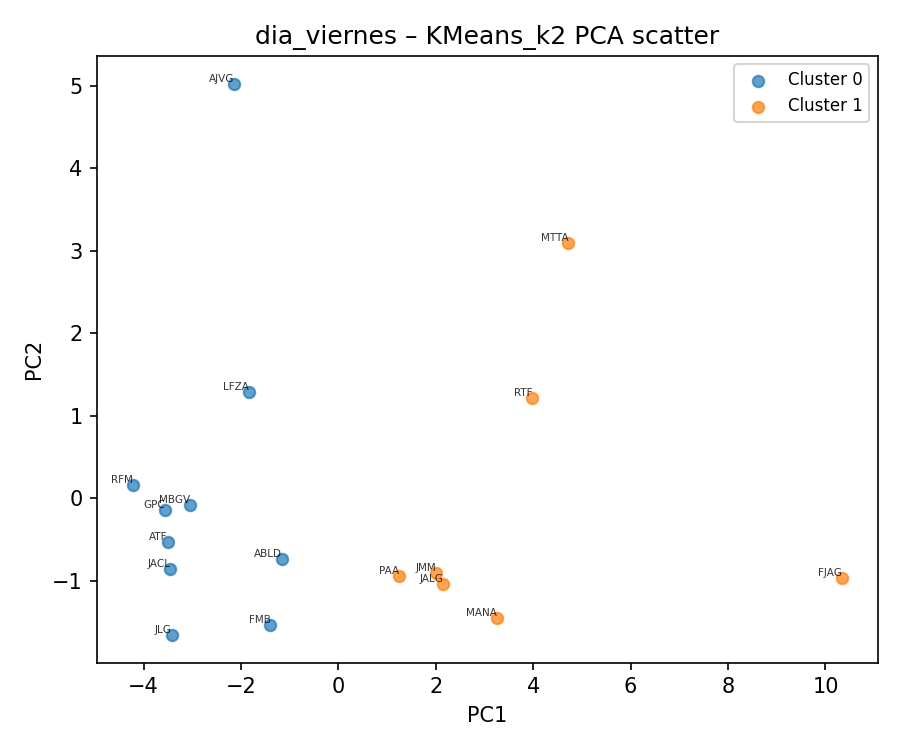 dia_viernes – KMeans_k2 PCA scatter
Cluster 0
Cluster 1
PC2
5
4
3
2
1
0
−1
AJVG
MTTA
LFZA
RTF
RFM
MBGV
GPC
ATF
ABLD
JACL
PAA
JMM
JALG
FJAG
MANA
FMB
JLG
−4
−2
0
2
4
6
8
10
PC1